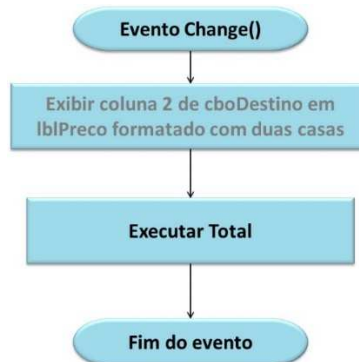 Evento Change()
Exibir coluna 2 de cboDestino em
lblPreco formatado com duas casas
Executar Total
Fim do evento